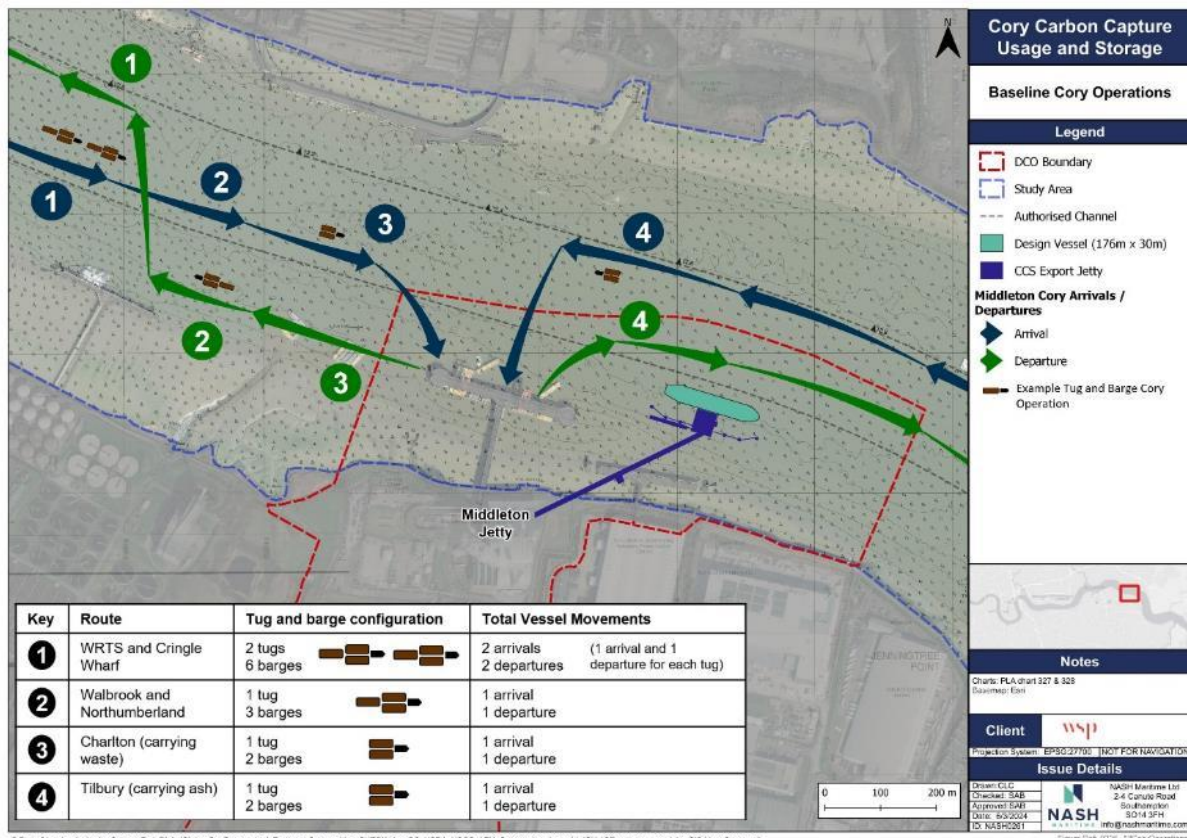 Cory Carbon Capture
Usage and Storage
Baseline Cory Operations
Legend
DCO Boundary
Study Area
Authorised Channel
Design Vessel (176m x 30m)
CCS Export Jetty
Middleton Cory Arrivals /
Departures
Arrival
Departure
Example Tug and Barge Cory
Operation
N
1
1
2
3
4
2
3
4
Middleton
Jetty
JENNINGTREE
POINT
0 100 200 m
Key Route Tug and barge configuration Total Vessel Movements
1 WRTS and Cringle Wharf 2 tugs 6 barges 2 arrivals 2 departures (1 arrival and 1 departure for each tug)
2 Walbrook and Northumberland 1 tug 3 barges 1 arrival 1 departure
3 Charlton (carrying waste) 1 tug 2 barges 1 arrival 1 departure
4 Tilbury (carrying ash) 1 tug 2 barges 1 arrival 1 departure
Notes
Charts: PLA chart 327 & 328
Basemap: Esri
Client wsp
Projection System: EPSG:27700 NOT FOR NAVIGATION
Issue Details
Drawn: CLC
Checked: SAB
Approved: SAB
Date: 6/3/2024
ID: NASH0261
NASH
MARITIME
NASH Maritime Ltd
2-4 Canute Road
Southampton
SO14 3FH
info@nashmaritime.com